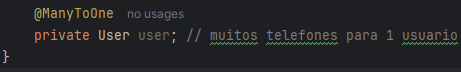 @ManyToOne no usages
private User user; // muitos telefones para 1 usuario
}